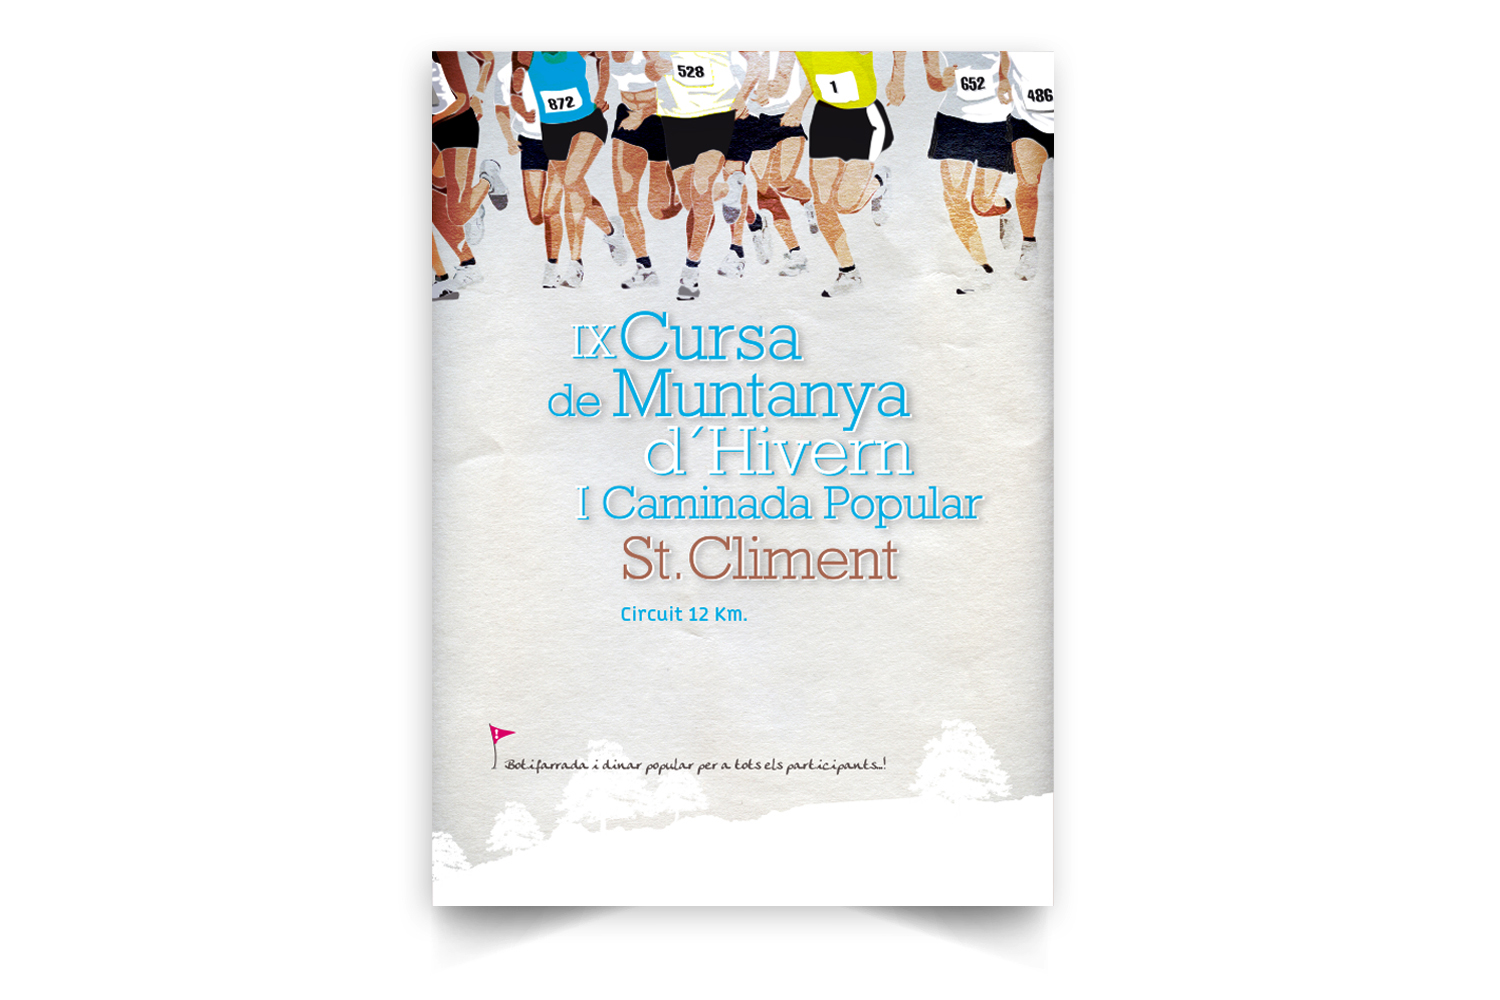 528
1
652
486
872
IX Cursa
de Muntanya
d´Hivern
I Caminada Popular
St. Climent
Circuit 12 Km.
!
Botifarrada i dinar popular per a tots els participants...!